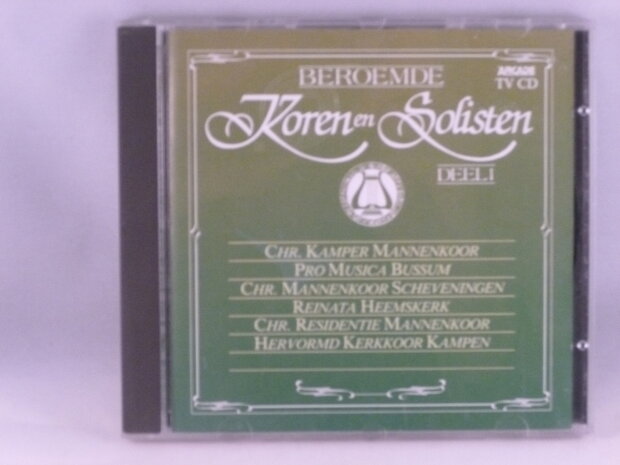 BEROEMDE
ARCADE
TV CD
Koren en Solisten
DEEL 1
CHR. KAMPER MANNENKOOR
PRO MUSICA BUSSUM
CHR. MANNENKOOR SCHEVENINGEN
REINATA HEEMSKERK
CHR. RESIDENTIE MANNENKOOR
HERVORMD KERKKOOR KAMPEN